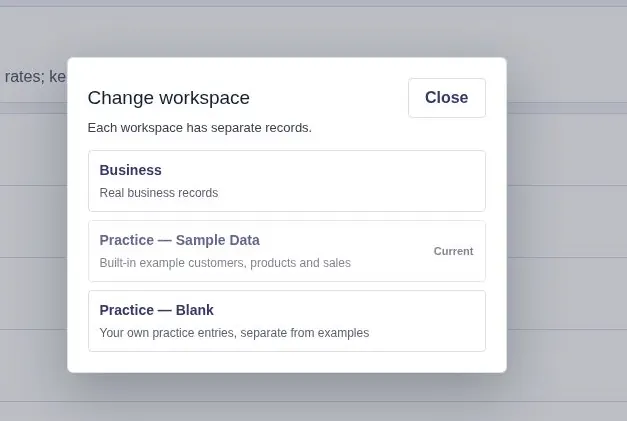 rates; ke
Change workspace
Close
Each workspace has separate records.
Business
Real business records
Practice — Sample Data
Built-in example customers, products and sales
Current
Practice — Blank
Your own practice entries, separate from examples